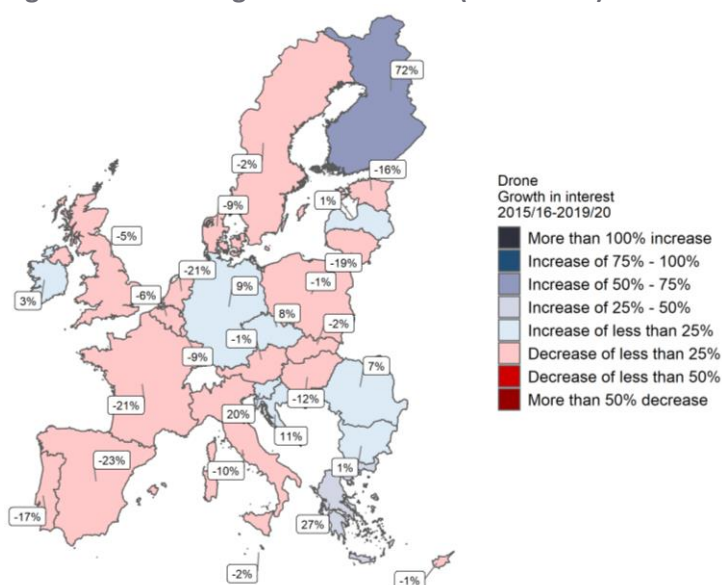 72%
-2%
-16%
-9%
1%
-5%
-19%
-21%
9%
-1%
3%
-6%
8%
-2%
-1%
-9%
7%
-12%
-21%
20%
11%
-23%
-10%
1%
-17%
27%
-2%
-1%
Drone
Growth in interest
2015/16-2019/20
More than 100% increase
Increase of 75% - 100%
Increase of 50% - 75%
Increase of 25% - 50%
Increase of less than 25%
Decrease of less than 25%
Decrease of less than 50%
More than 50% decrease